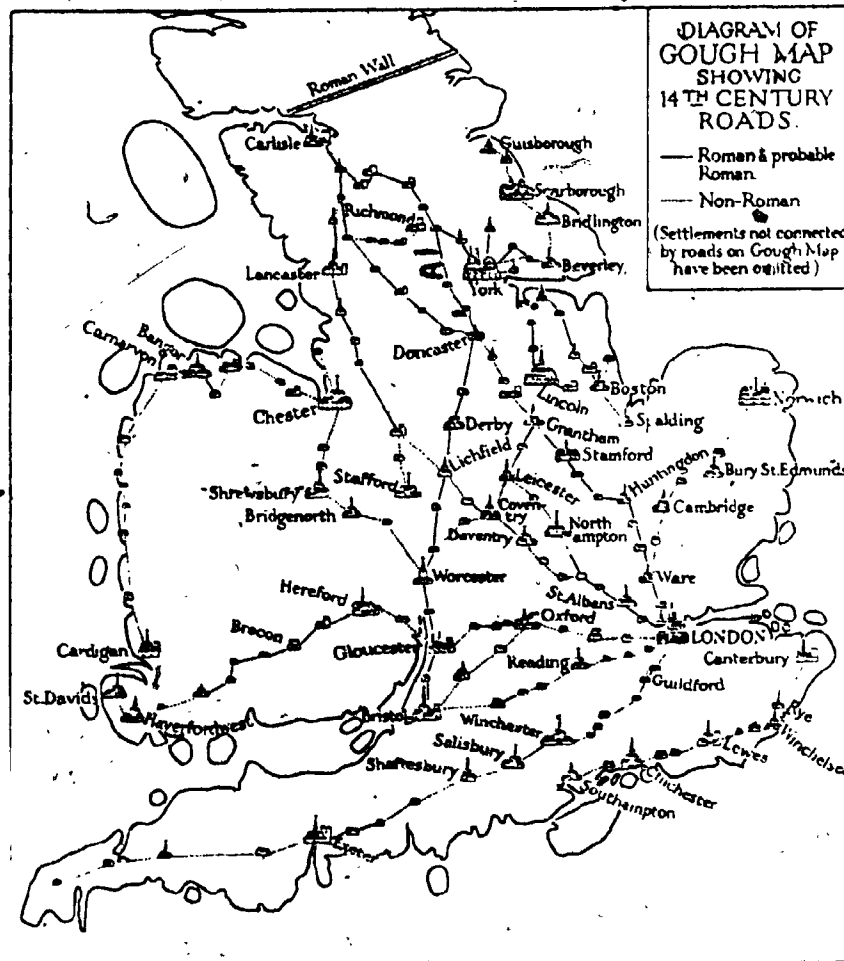 DIAGRAM OF
GOUGH MAP
SHOWING
14TH CENTURY
ROADS.
Roman & probable
Roman
Non-Roman
(Settlements not connected
by roads on Gough Map
have been omitted)
Roman Wall
Carlisle
Guisborough
Scarborough
Richmond
Bridlington
Lancaster
Beverley
York
Bangor
Carnarvon
Doncaster
Chester
Lincoln
Boston
Norwich
Spalding
Derby
Grantham
Lichfield
Stamford
Huntingdon
Bury St. Edmunds
Shrewsbury
Stafford
Leicester
Bridgenorth
Coven-
try
Cambridge
Daventry
North
ampton
Worcester
Ware
Hereford
St. Albans
Brecon
Oxford
Cardigan
Gloucester
LONDON
Reading
Canterbury
St. Davids
Guildford
Haverfordwest
Bristol
Winchester
Rye
Winchelsea
Salisbury
Lewes
Shaftesbury
Chichester
Southampton
Exeter